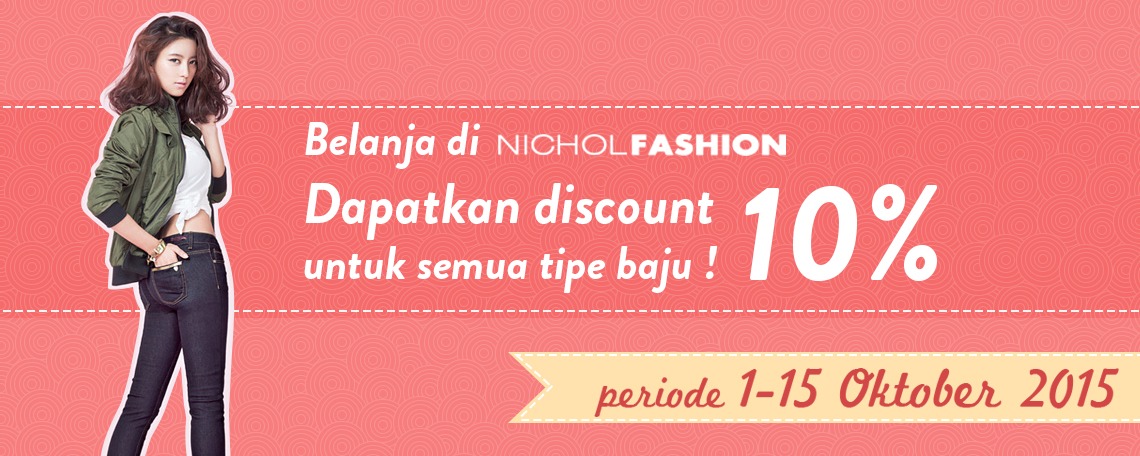 Belanja di NICHOLFASHION
Dapatkan discount 10%
untuk semua tipe baju !
periode 1-15 Oktober 2015